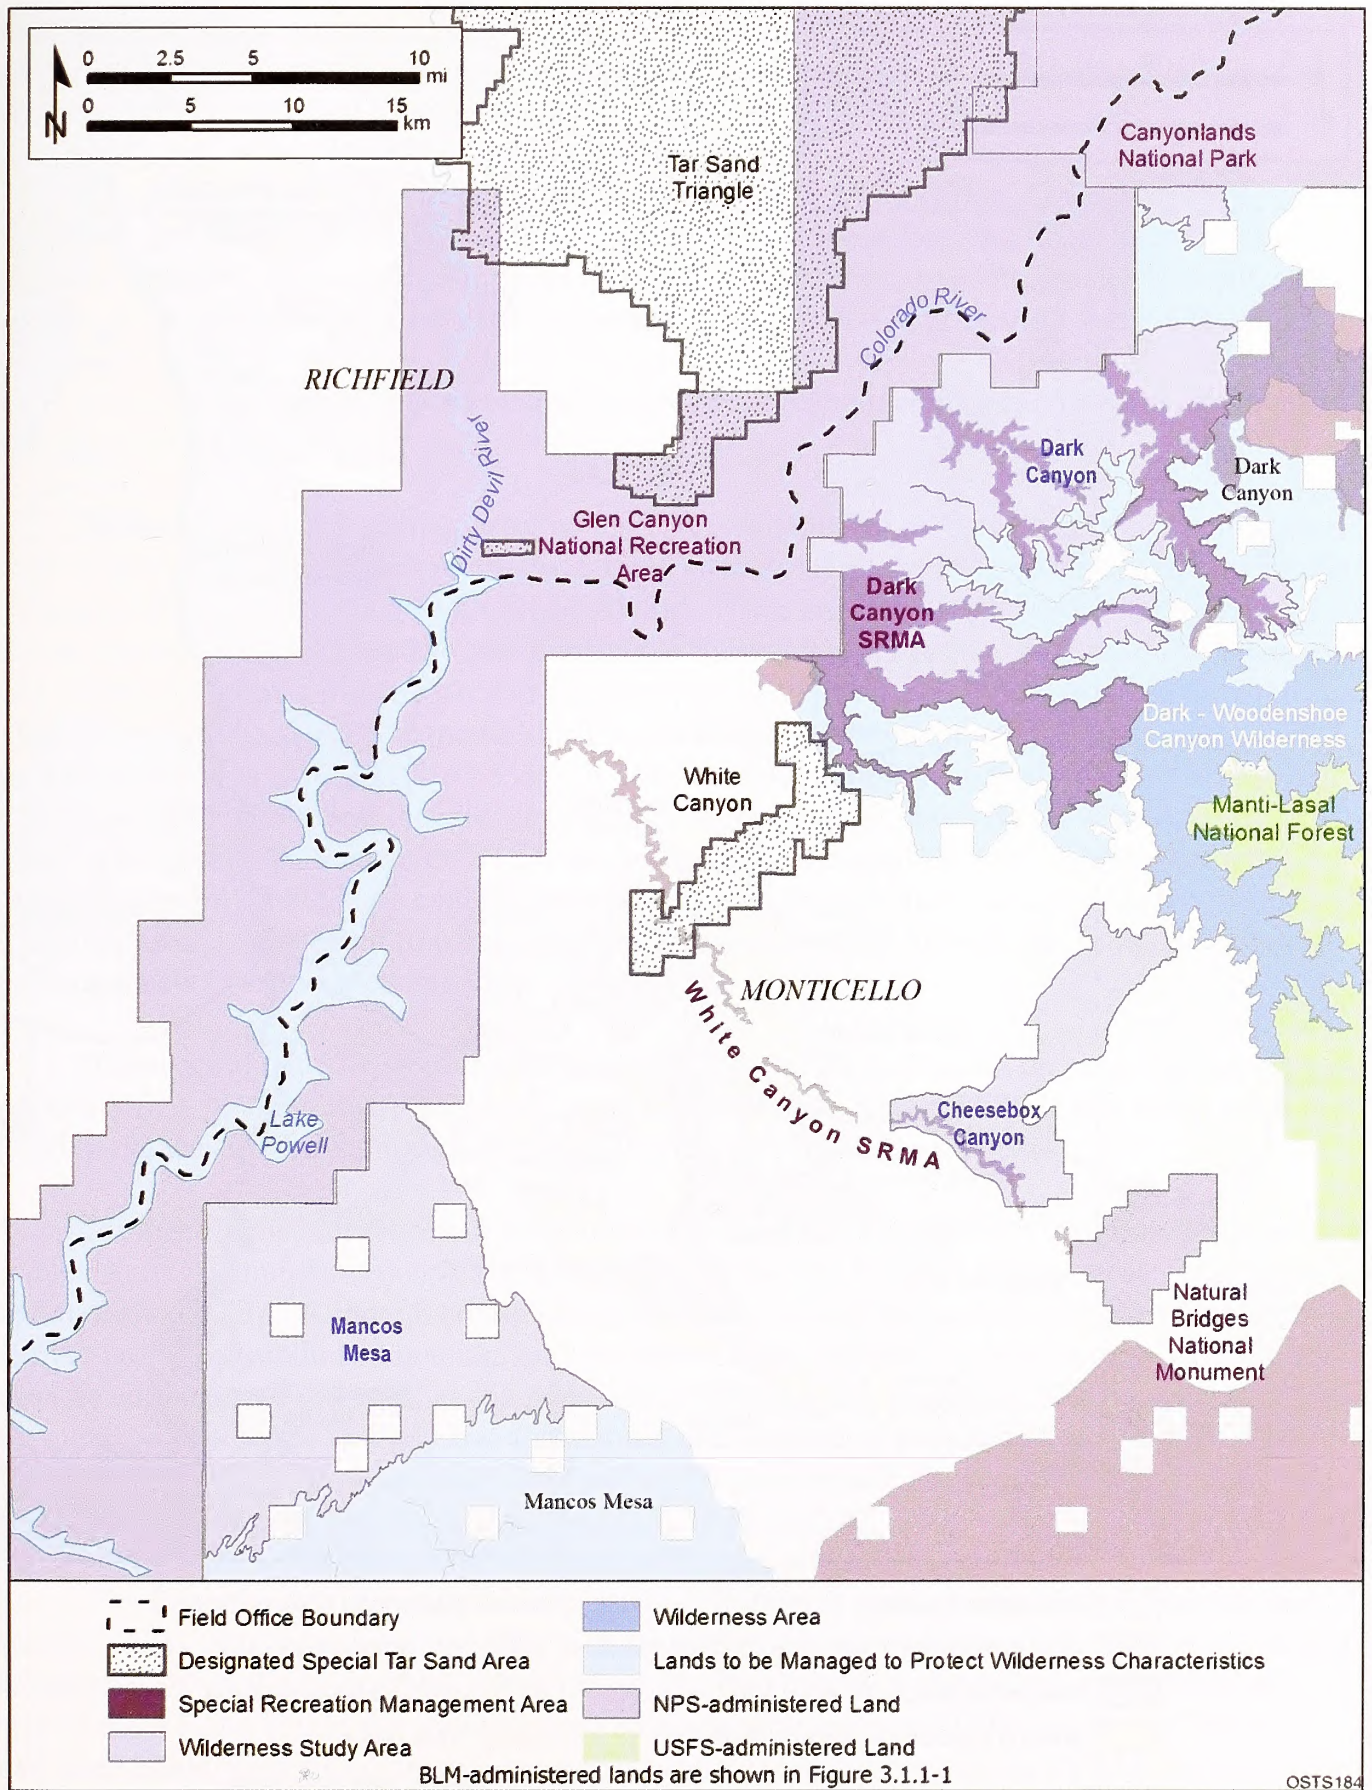 0 2.5 5 10
mi
0 5 10 15
km
N
Canyonlands
National Park
Tar Sand
Triangle
Colorado River
RICHFIELD
Dirty Devil River
Dark
Canyon
Dark
Canyon
Glen Canyon
National Recreation
Area
Dark
Canyon
SRMA
Dark - Woodenshoe
Canyon Wilderness
White
Canyon
Manti-Lasal
National Forest
MONTICELLO
White Canyon SRMA
Cheesebox
Canyon
Lake
Powell
Natural
Bridges
National
Monument
Mancos
Mesa
Mancos Mesa
Field Office Boundary
Designated Special Tar Sand Area
Special Recreation Management Area
Wilderness Study Area
Wilderness Area
Lands to be Managed to Protect Wilderness Characteristics
NPS-administered Land
USFS-administered Land
BLM-administered lands are shown in Figure 3.1.1-1
OSTS184